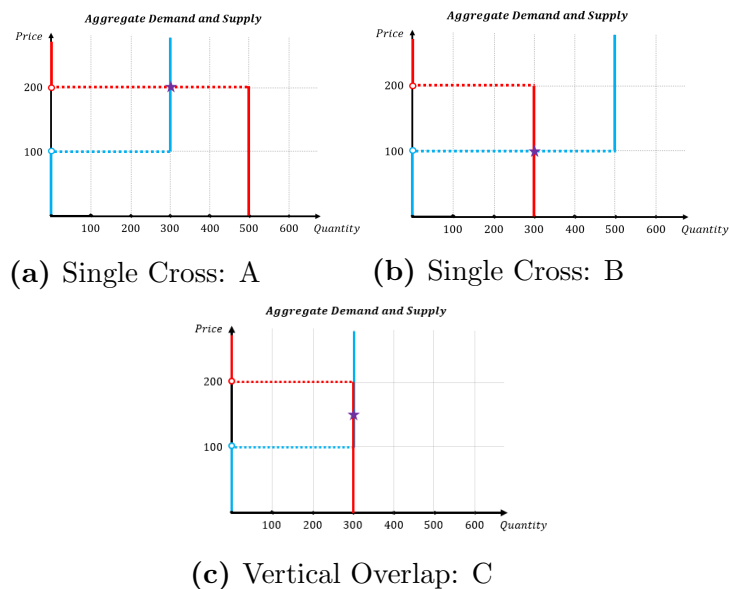 Aggregate Demand and Supply
Price
200
100
100 200 300 400 500 600 Quantity
(a) Single Cross: A
Aggregate Demand and Supply
Price
200
100
100 200 300 400 500 600 Quantity
(b) Single Cross: B
Aggregate Demand and Supply
Price
200
100
100 200 300 400 500 600 Quantity
(c) Vertical Overlap: C